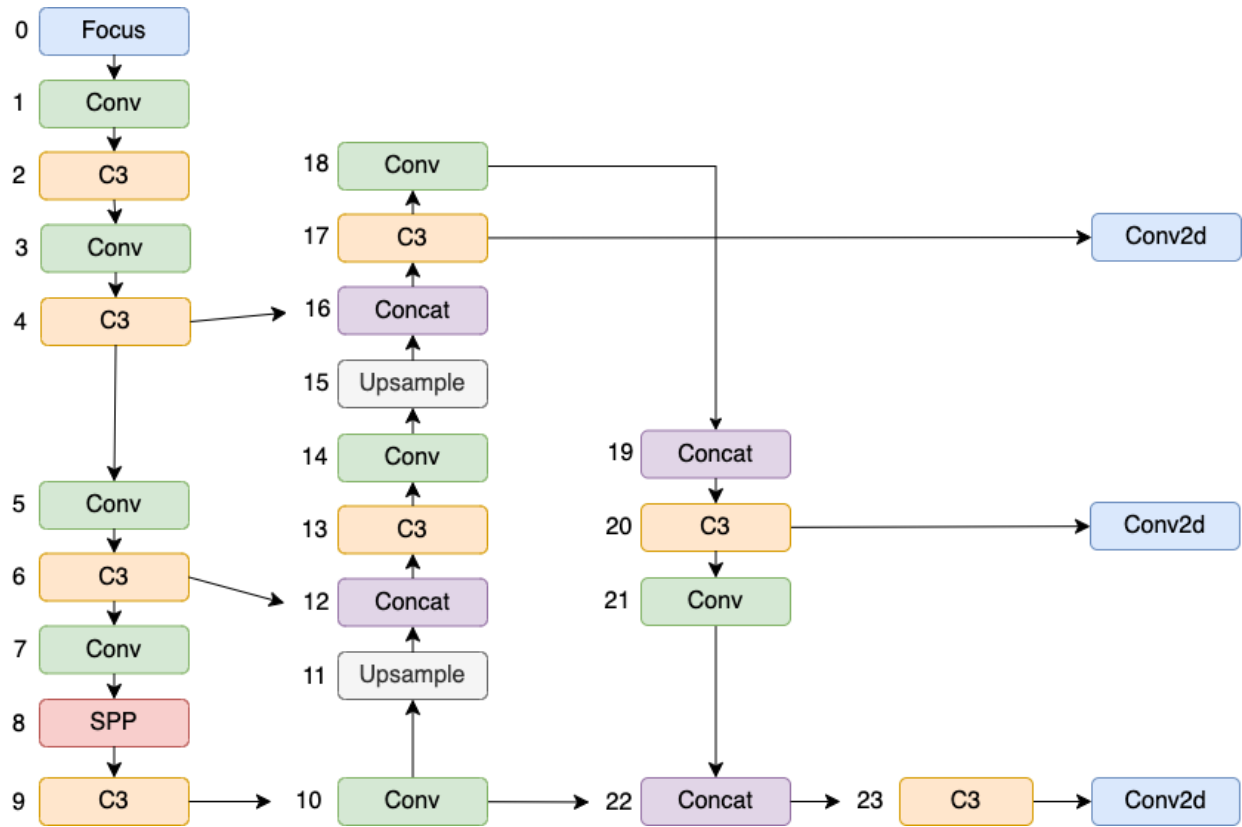 0 Focus
1 Conv
2 C3
3 Conv
4 C3
5 Conv
6 C3
7 Conv
8 SPP
9 C3
18 Conv
17 C3
16 Concat
15 Upsample
14 Conv
13 C3
12 Concat
11 Upsample
10 Conv
19 Concat
20 C3
21 Conv
22 Concat
23 C3
Conv2d
Conv2d
Conv2d